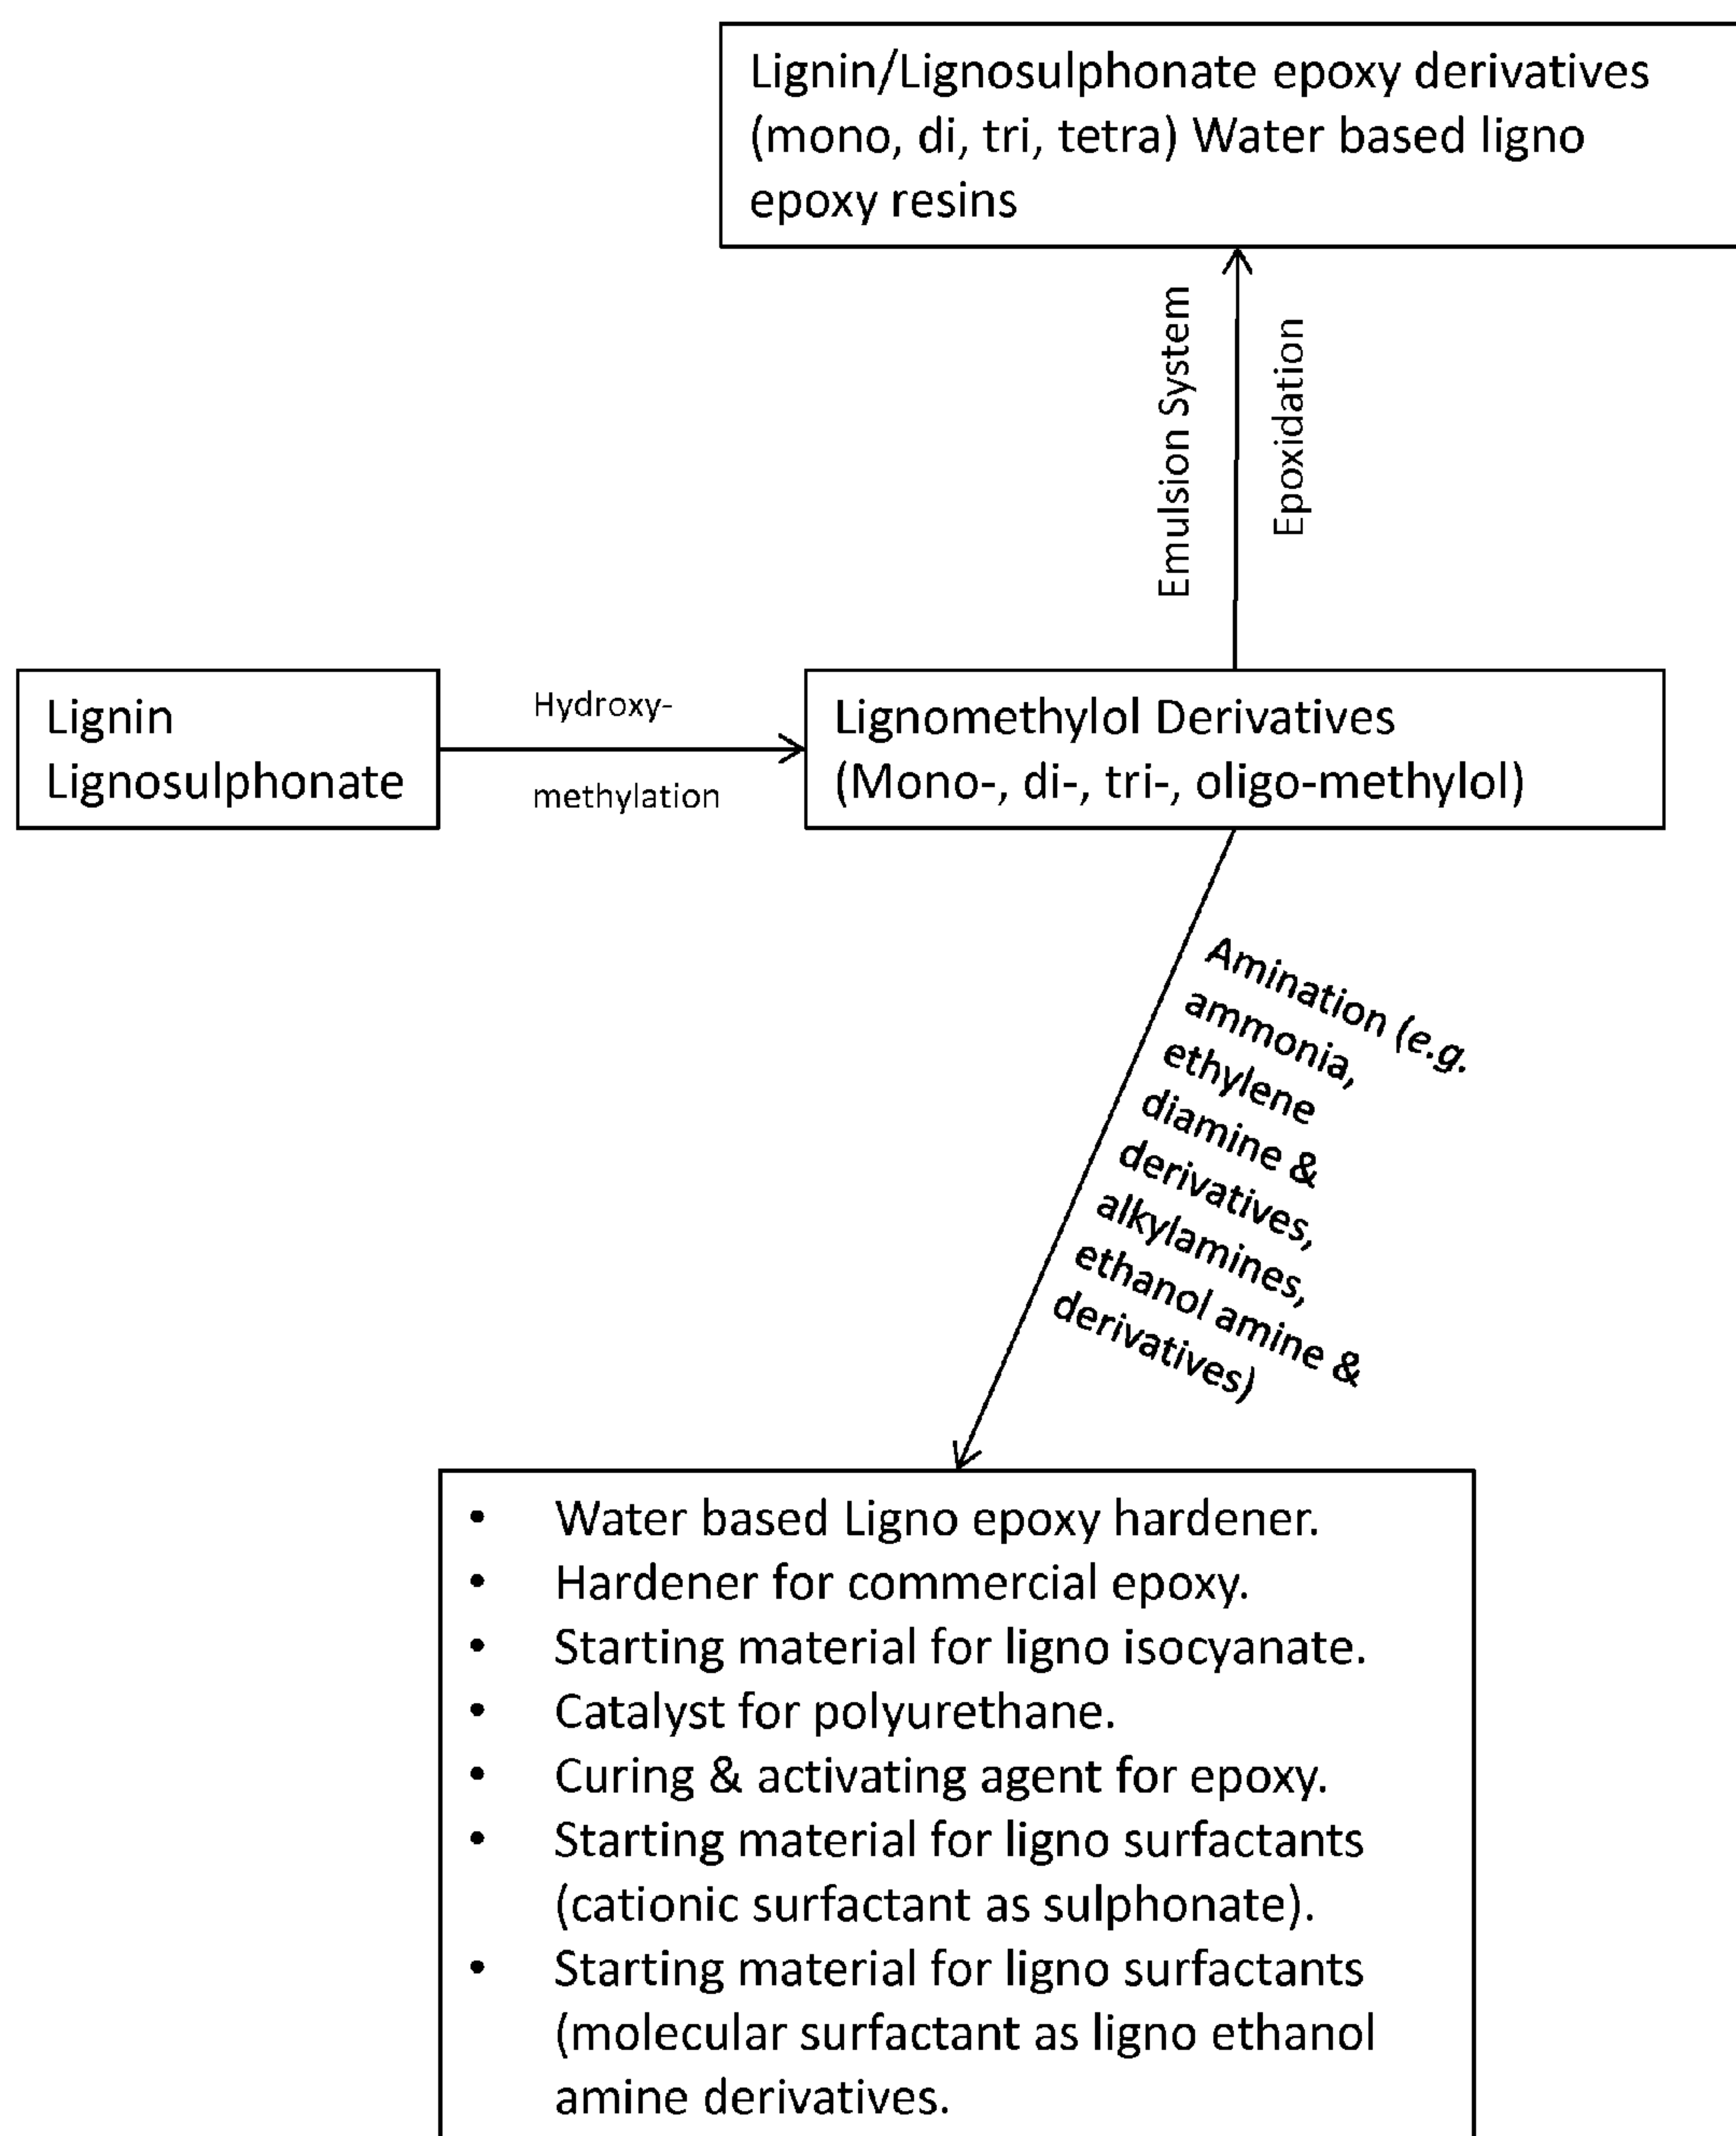 Lignin/Lignosulphonate epoxy derivatives
(mono, di, tri, tetra) Water based ligno
epoxy resins
Emulsion System
Epoxidation
Lignin
Lignosulphonate
Hydroxy-
methylation
Lignomethylol Derivatives
(Mono-, di-, tri-, oligo-methylol)
Amination (e.g.
ammonia,
ethylene
diamine &
derivatives,
alkylamines,
ethanol amine &
derivatives)
• Water based Ligno epoxy hardener.
• Hardener for commercial epoxy.
• Starting material for ligno isocyanate.
• Catalyst for polyurethane.
• Curing & activating agent for epoxy.
• Starting material for ligno surfactants
(cationic surfactant as sulphonate).
• Starting material for ligno surfactants
(molecular surfactant as ligno ethanol
amine derivatives.